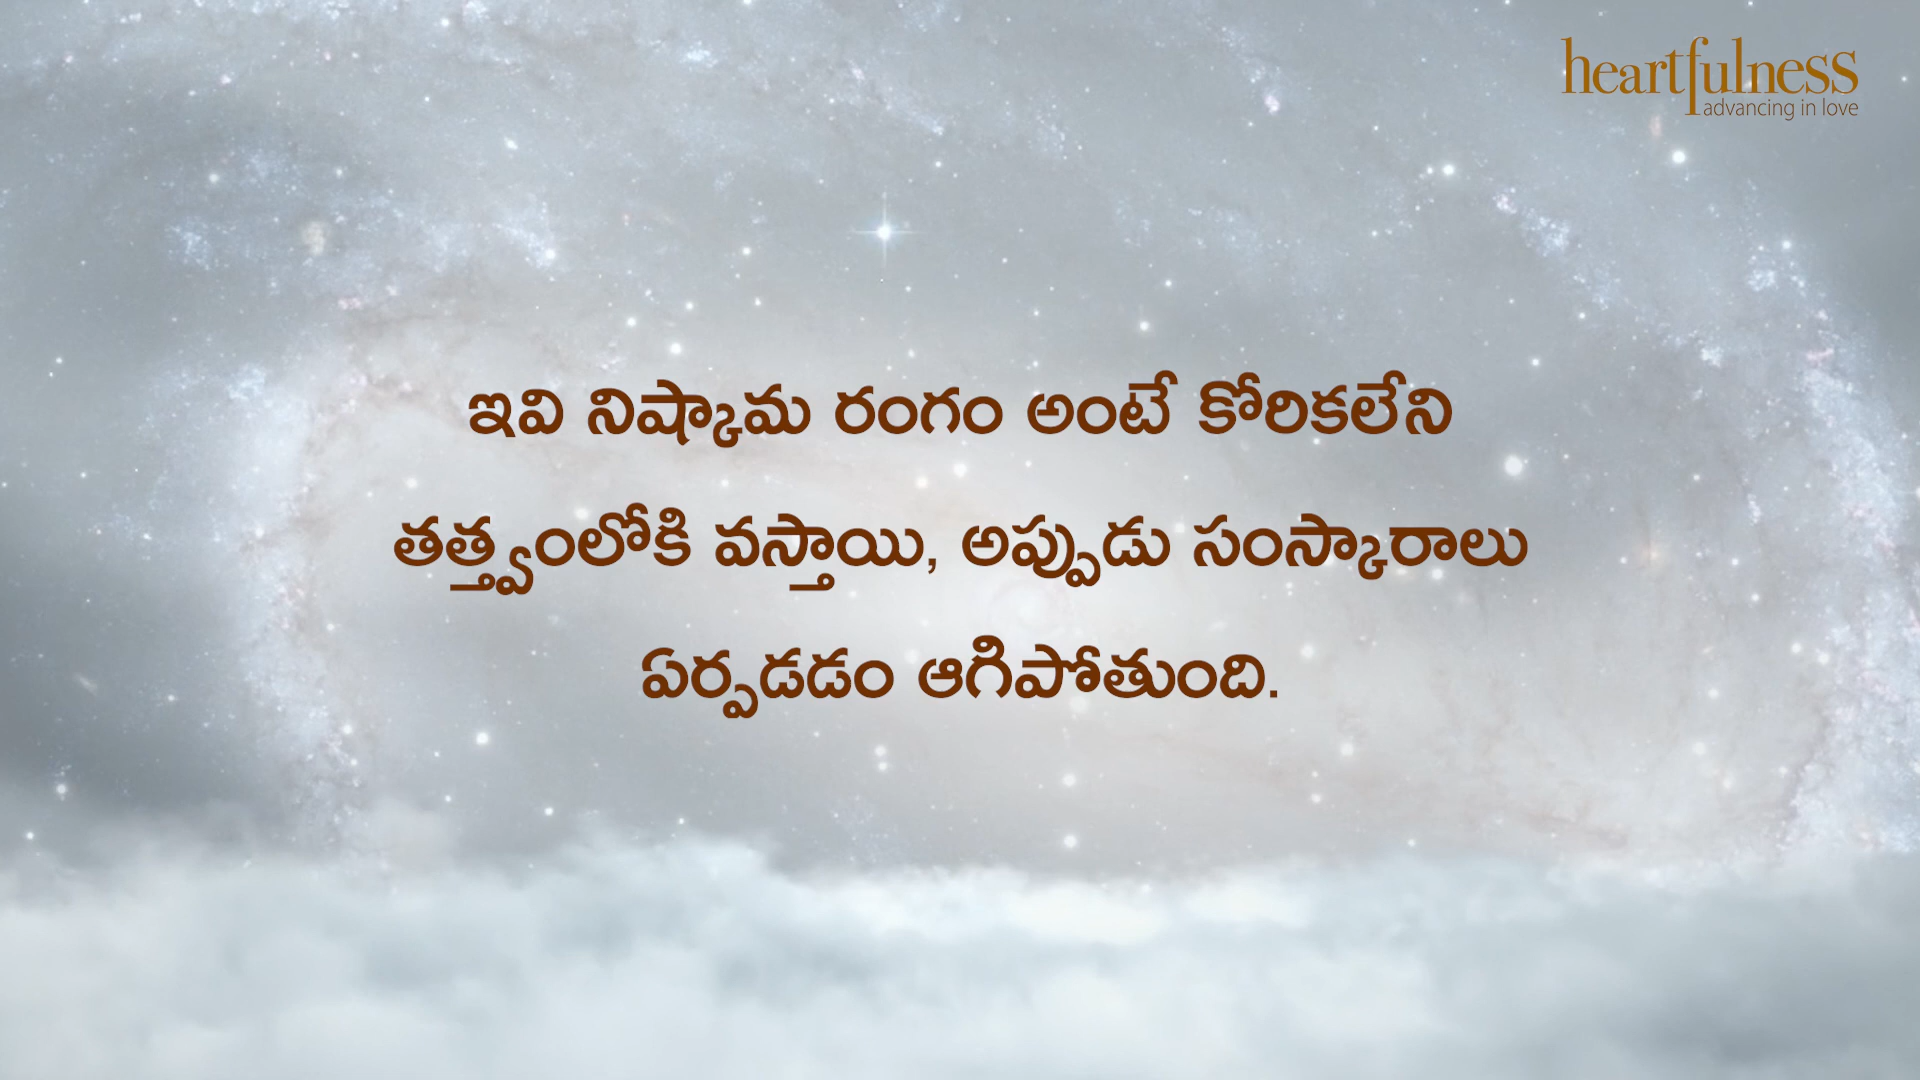 heartfulness
advancing in love
ఇవి నిష్కామ రంగం అంటే కోరికలేని
తత్త్వంలోకి వస్తాయి, అప్పుడు సంస్కారాలు
ఏర్పడడం ఆగిపోతుంది.